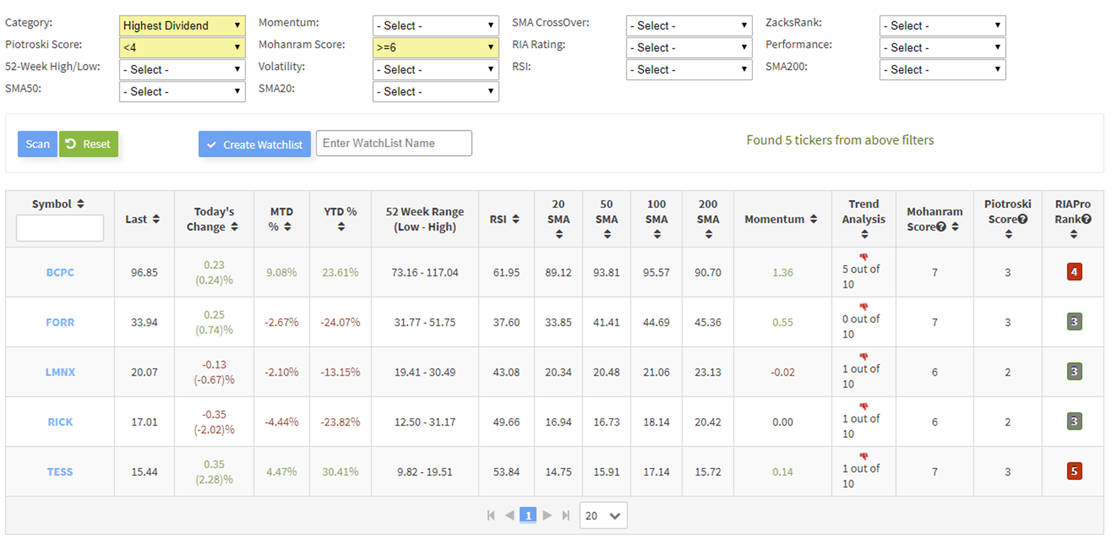 Category: Highest Dividend Momentum: - Select - SMA CrossOver: - Select - ZacksRank: - Select -
Piotroski Score: <4 Mohanram Score: >=6 RIA Rating: - Select - Performance: - Select -
52-Week High/Low: - Select - Volatility: - Select - RSI: - Select - SMA200: - Select -
SMA50: - Select - SMA20: - Select -
Scan Reset Create Watchlist Enter WatchList Name Found 5 tickers from above filters
Symbol Last Today's Change MTD % YTD % 52 Week Range (Low - High) RSI 20 SMA 50 SMA 100 SMA 200 SMA Momentum Trend Analysis Mohanram Score Piotroski Score RIAPro Rank
BCPC 96.85 0.23 (0.24)% 9.08% 23.61% 73.16 - 117.04 61.95 89.12 93.81 95.57 90.70 1.36 5 out of 10 7 3 4
FORR 33.94 0.25 (0.74)% -2.67% -24.07% 31.77 - 51.75 37.60 33.85 41.41 44.69 45.36 0.55 0 out of 10 7 3 3
LMNX 20.07 -0.13 (-0.67)% -2.10% -13.15% 19.41 - 30.49 43.08 20.34 20.48 21.06 23.13 -0.02 1 out of 10 6 2 3
RICK 17.01 -0.35 (-2.02)% -4.44% -23.82% 12.50 - 31.17 49.66 16.94 16.73 18.14 20.42 0.00 1 out of 10 6 2 3
TESS 15.44 0.35 (2.28)% 4.47% 30.41% 9.82 - 19.51 53.84 14.75 15.91 17.14 15.72 0.14 1 out of 10 7 3 5
1 20